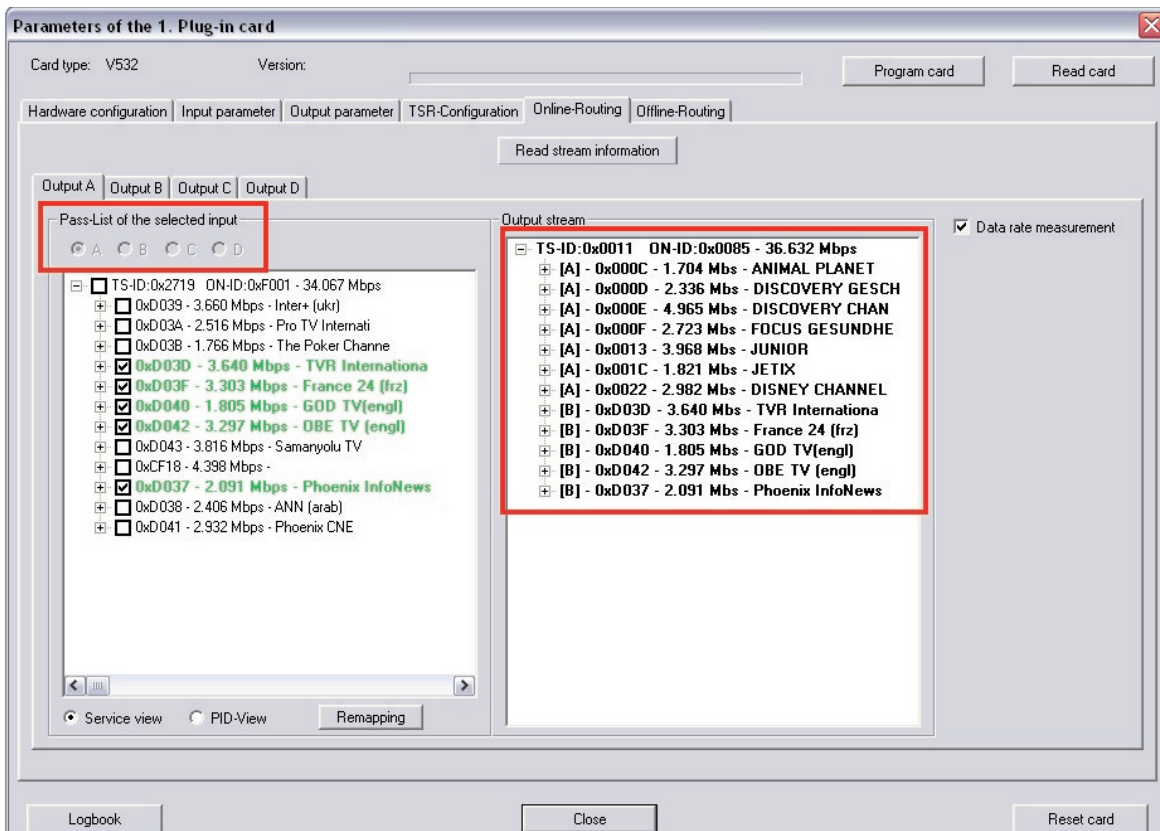 Parameters of the 1. Plug-in card
Card type: V532 Version:
Program card Read card
Hardware configuration Input parameter Output parameter TSR-Configuration Online-Routing Offline-Routing
Read stream information
Output A Output B Output C Output D
Pass-List of the selected input
A B C D
TS-ID:0x2719 ON-ID:0xF001 - 34.067 Mbps
0xD039 - 3.660 Mbps - Inter+ (ukr)
0xD03A - 2.516 Mbps - Pro TV Internati
0xD03B - 1.766 Mbps - The Poker Channe
0xD03D - 3.640 Mbps - TVR Internationa
0xD03F - 3.303 Mbps - France 24 (frz)
0xD040 - 1.805 Mbps - GOD TV(engl)
0xD042 - 3.297 Mbps - OBE TV (engl)
0xD043 - 3.816 Mbps - Samanyolu TV
0xCF18 - 4.398 Mbps -
0xD037 - 2.091 Mbps - Phoenix InfoNews
0xD038 - 2.406 Mbps - ANN (arab)
0xD041 - 2.932 Mbps - Phoenix CNE
Service view PID-View Remapping
Output stream
TS-ID:0x0011 ON-ID:0x0085 - 36.632 Mbps
[A] - 0x000C - 1.704 Mbs - ANIMAL PLANET
[A] - 0x000D - 2.336 Mbs - DISCOVERY GESCH
[A] - 0x000E - 4.965 Mbs - DISCOVERY CHAN
[A] - 0x000F - 2.723 Mbs - FOCUS GESUNDHE
[A] - 0x0013 - 3.968 Mbs - JUNIOR
[A] - 0x001C - 1.821 Mbs - JETIX
[A] - 0x0022 - 2.982 Mbs - DISNEY CHANNEL
[B] - 0xD03D - 3.640 Mbs - TVR Internationa
[B] - 0xD03F - 3.303 Mbs - France 24 (frz)
[B] - 0xD040 - 1.805 Mbs - GOD TV(engl)
[B] - 0xD042 - 3.297 Mbs - OBE TV (engl)
[B] - 0xD037 - 2.091 Mbs - Phoenix InfoNews
Data rate measurement
Logbook Close Reset card